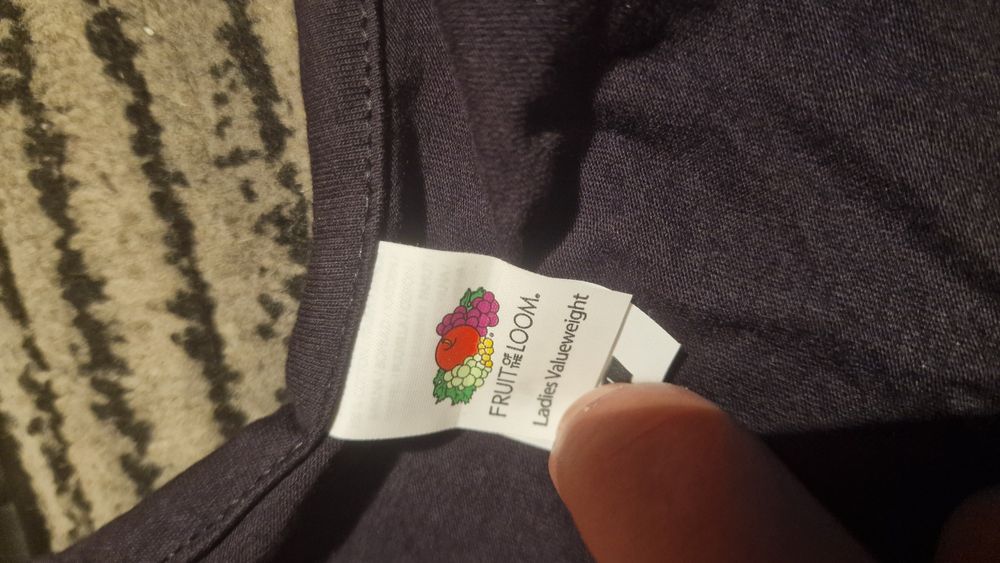 FRUIT OF THE LOOM®
Ladies Valueweight